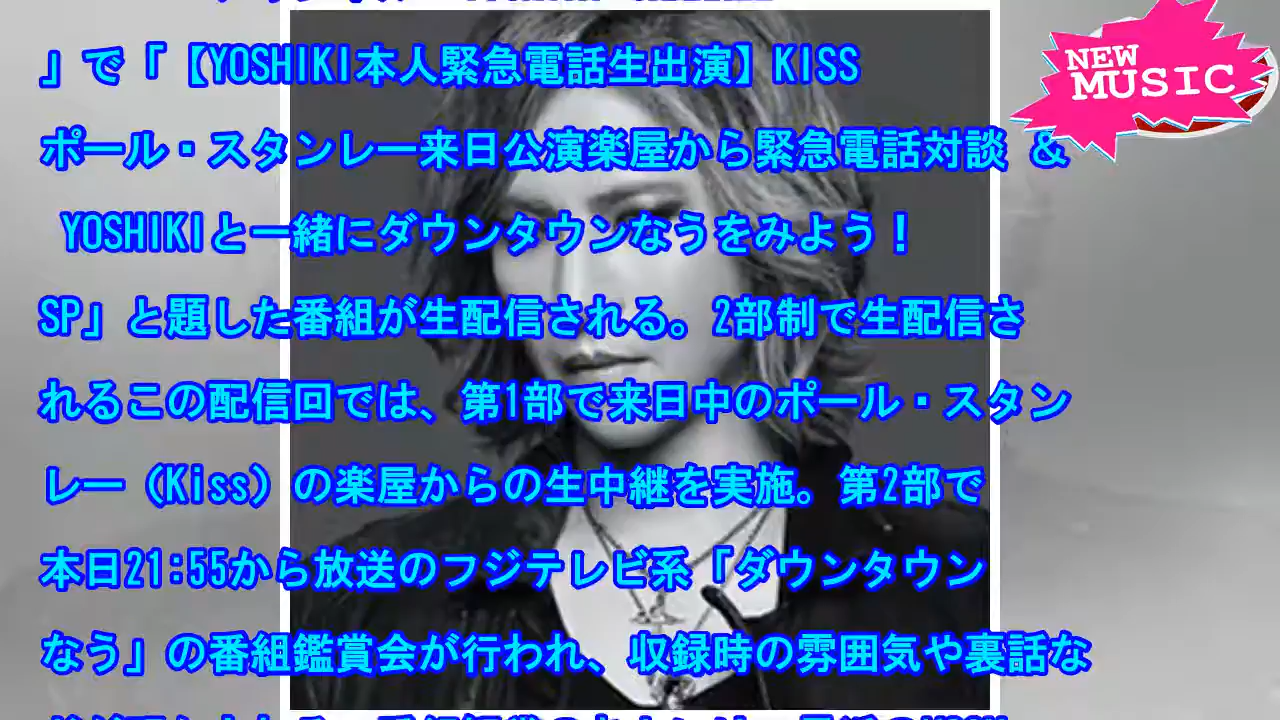 』で「【YOSHIKI本人緊急電話生出演】KISS
ポール・スタンレー来日公演楽屋から緊急電話対談 ＆
YOSHIKIと一緒にダウンタウンなうをみよう！
SP」と題した番組が生配信される。2部制で生配信さ
れるこの配信回では、第1部で来日中のポール・スタン
レー（Kiss）の楽屋からの生中継を実施。第2部で
本日21:55から放送のフジテレビ系「ダウンタウン
なう」の番組鑑賞会が行われ、収録時の雰囲気や裏話な
NEW
MUSIC